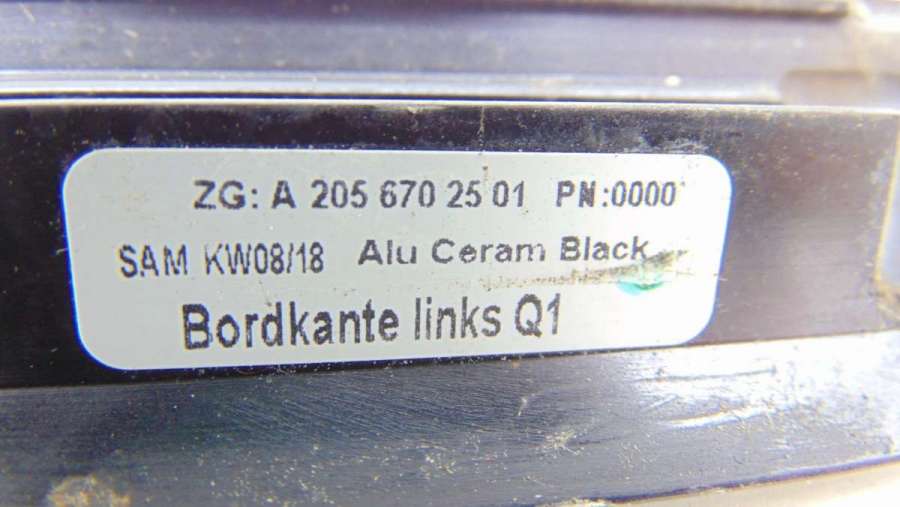 ZG: A 205 670 25 01 PN:0000
SAM KW08/18 Alu Ceram Black
Bordkante links Q1